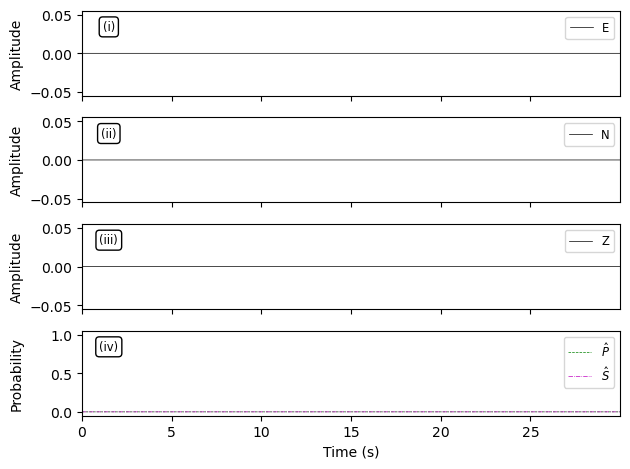 0.05
(i)
E
Amplitude
0.00
−0.05
0.05
(ii)
N
Amplitude
0.00
−0.05
0.05
(iii)
Z
Amplitude
0.00
−0.05
1.0
(iv)
P̂
Ŝ
Probability
0.5
0.0
0 5 10 15 20 25
Time (s)